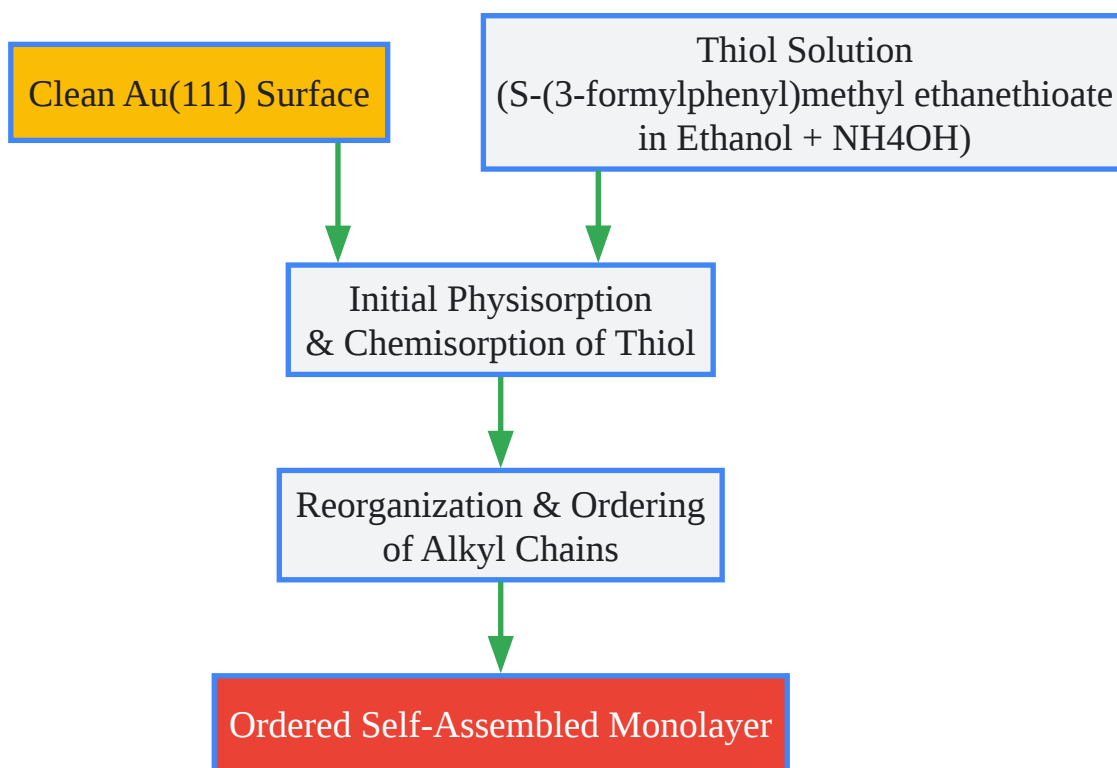 Clean Au(111) Surface
Thiol Solution
(S-(3-formylphenyl)methyl ethanethioate
in Ethanol + NH4OH)
Initial Physisorption
& Chemisorption of Thiol
Reorganization & Ordering
of Alkyl Chains
Ordered Self-Assembled Monolayer